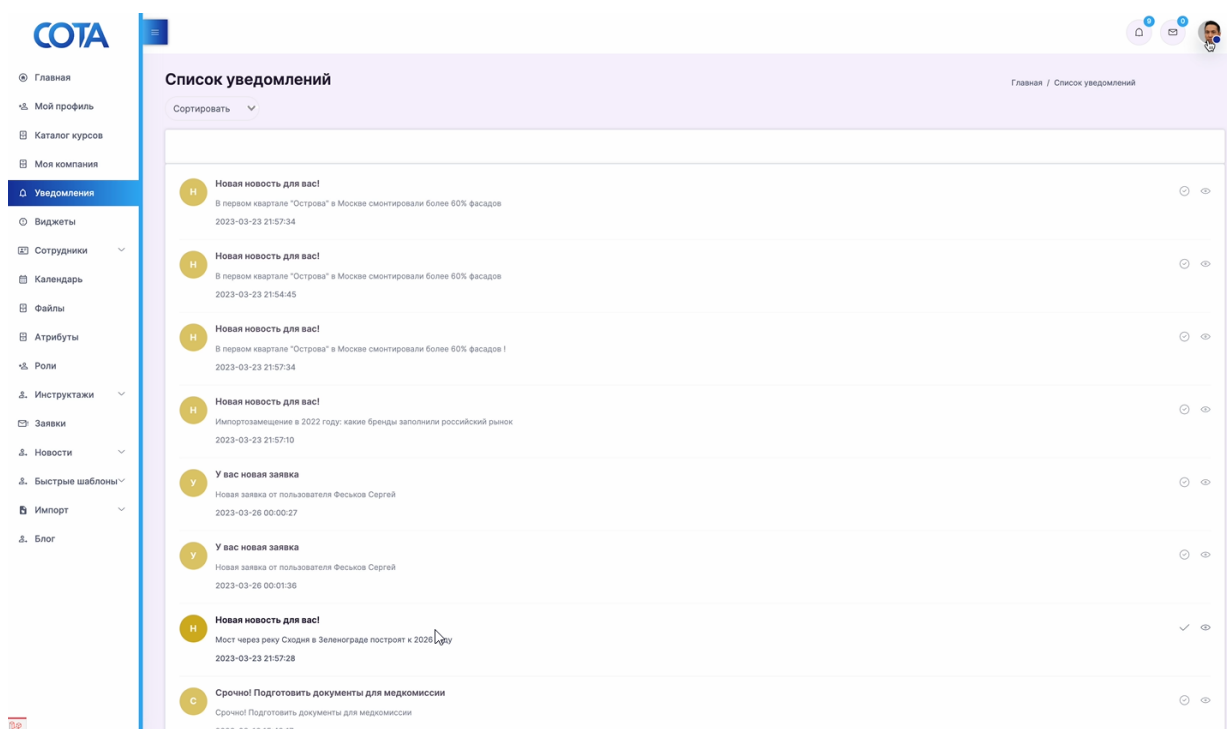 СОТА
9
0
Главная
Мой профиль
Каталог курсов
Моя компания
Уведомления
Виджеты
Сотрудники
Календарь
Файлы
Атрибуты
Роли
Инструктажи
Заявки
Новости
Быстрые шаблоны
Импорт
Блог
Список уведомлений
Главная / Список уведомлений
Сортировать
Н
Новая новость для вас!
В первом квартале "Острова" в Москве смонтировали более 60% фасадов
2023-03-23 21:57:34
Н
Новая новость для вас!
В первом квартале "Острова" в Москве смонтировали более 60% фасадов
2023-03-23 21:54:45
Н
Новая новость для вас!
В первом квартале "Острова" в Москве смонтировали более 60% фасадов !
2023-03-23 21:57:34
Н
Новая новость для вас!
Импортозамещение в 2022 году: какие бренды заполнили российский рынок
2023-03-23 21:57:10
У
У вас новая заявка
Новая заявка от пользователя Феськов Сергей
2023-03-26 00:00:27
У
У вас новая заявка
Новая заявка от пользователя Феськов Сергей
2023-03-26 00:01:36
Н
Новая новость для вас!
Мост через реку Сходня в Зеленограде построят к 2026
2023-03-23 21:57:28
С
Срочно! Подготовить документы для медкомиссии
Срочно! Подготовить документы для медкомиссии